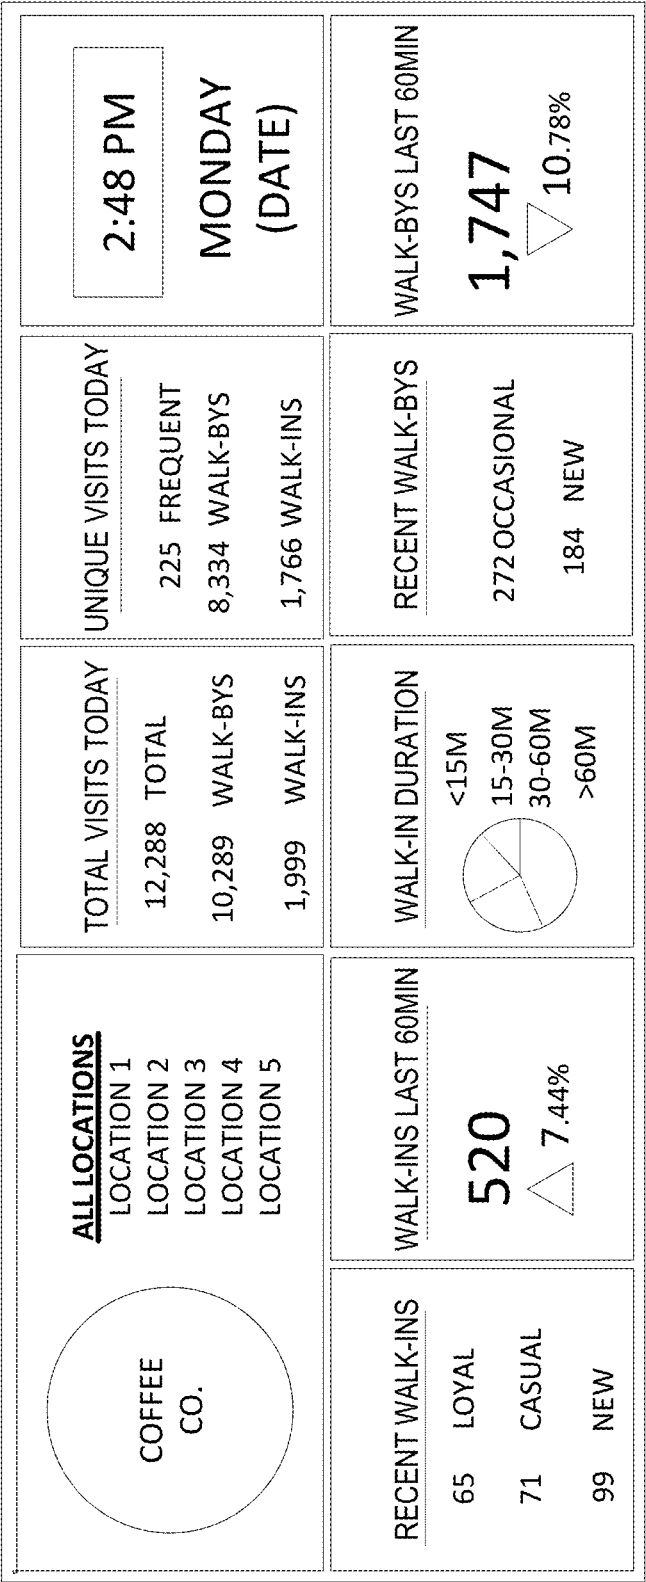 COFFEE
CO.
ALL LOCATIONS
LOCATION 1
LOCATION 2
LOCATION 3
LOCATION 4
LOCATION 5
TOTAL VISITS TODAY
12,288 TOTAL
10,289 WALK-BYS
1,999 WALK-INS
UNIQUE VISITS TODAY
225 FREQUENT
8,334 WALK-BYS
1,766 WALK-INS
2:48 PM
MONDAY
(DATE)
RECENT WALK-INS
65 LOYAL
71 CASUAL
99 NEW
WALK-INS LAST 60MIN
520
7.44%
WALK-IN DURATION
<15M
15-30M
30-60M
>60M
RECENT WALK-BYS
272 OCCASIONAL
184 NEW
WALK-BYS LAST 60MIN
1,747
10.78%